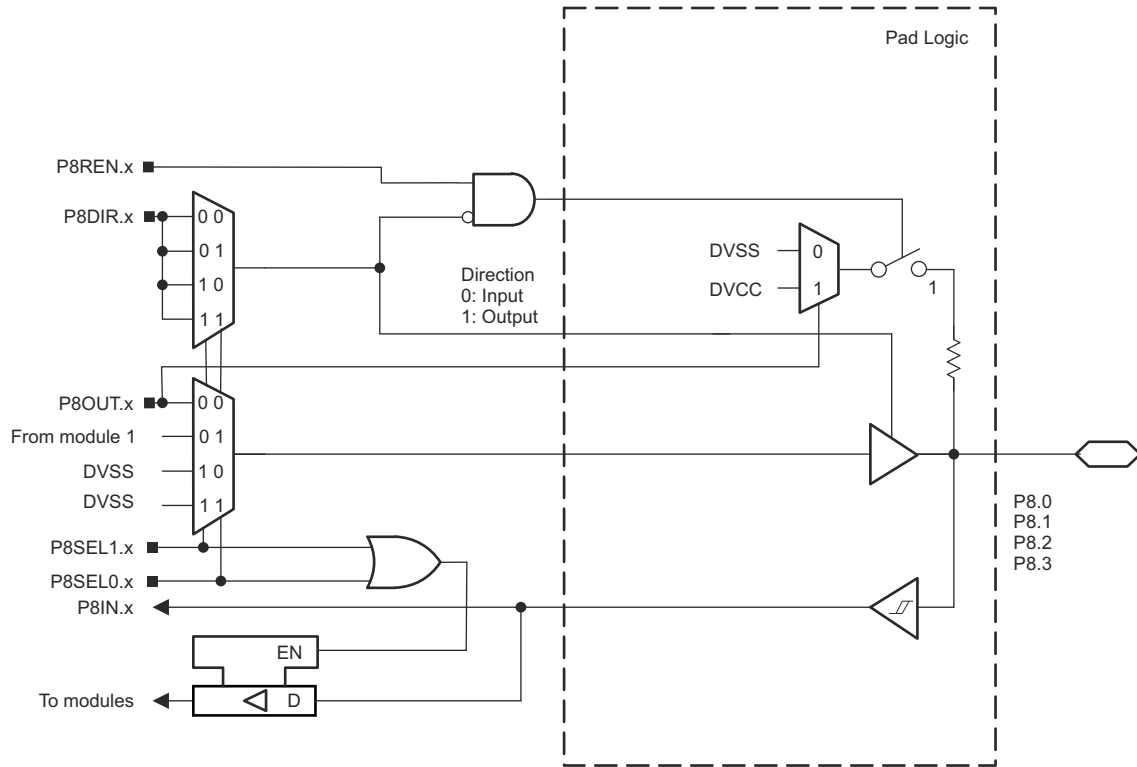 Pad Logic
P8REN.x
P8DIR.x
0 0
0 1
1 0
1 1
Direction
0: Input
1: Output
DVSS
0
DVCC
1
1
P8OUT.x
0 0
From module 1
0 1
DVSS
1 0
DVSS
1 1
P8.0
P8.1
P8.2
P8.3
P8SEL1.x
P8SEL0.x
P8IN.x
EN
To modules
D